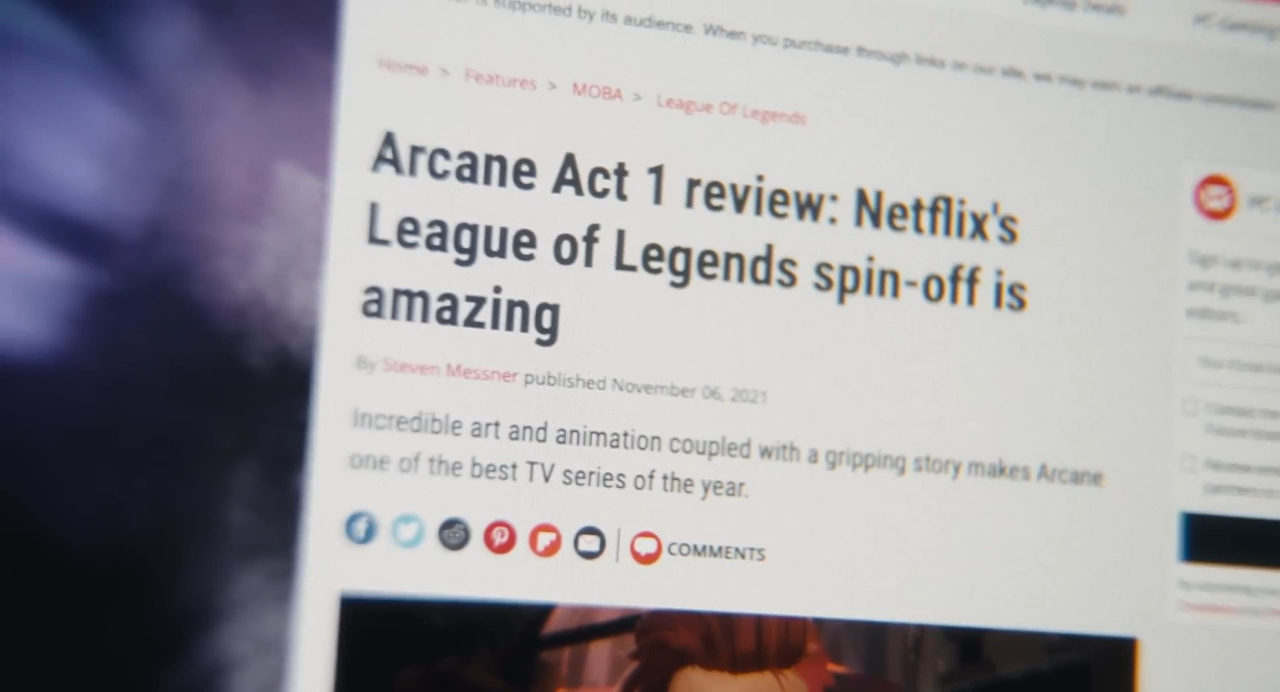 is supported by its audience. When you purchase through links on our site, we may earn an affiliate commission
Home > Features > MOBA > League Of Legends
Arcane Act 1 review: Netflix's
League of Legends spin-off is
amazing
By Steven Messner published November 06, 2021
Incredible art and animation coupled with a gripping story makes Arcane
one of the best TV series of the year.
COMMENTS